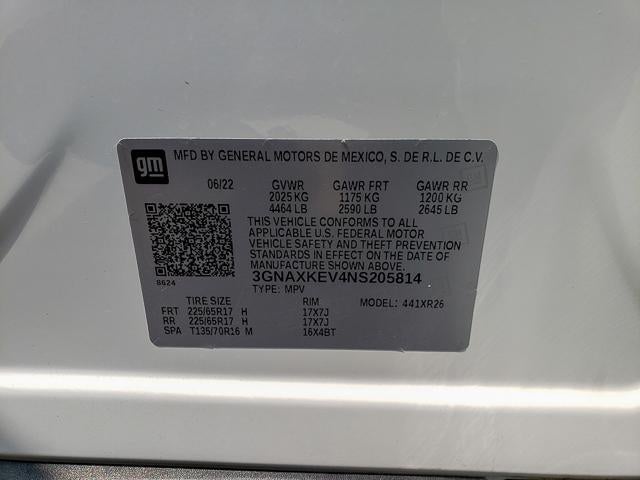 gm
MFD BY GENERAL MOTORS DE MEXICO, S. DE R.L. DE C.V.
06/22 GVWR GAWR FRT GAWR RR
2025 KG 1175 KG 1200 KG
4464 LB 2590 LB 2645 LB
THIS VEHICLE CONFORMS TO ALL
APPLICABLE U.S. FEDERAL MOTOR
VEHICLE SAFETY AND THEFT PREVENTION
STANDARDS IN EFFECT ON THE DATE
OF MANUFACTURE SHOWN ABOVE.
8624 3GNAXKEV4NS205814
TYPE: MPV
TIRE SIZE RIM MODEL: 441XR26
FRT 225/65R17 H 17X7J
RR 225/65R17 H 17X7J
SPA T135/70R16 M 16X4BT